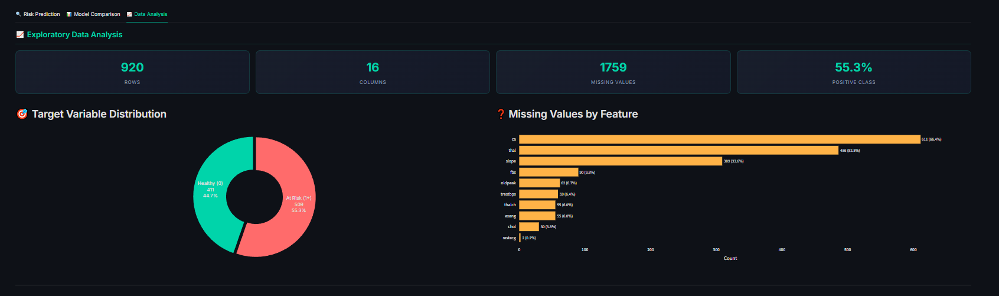 Risk Prediction
Model Comparison
Data Analysis
Exploratory Data Analysis
920
ROWS
16
COLUMNS
1759
MISSING VALUES
55.3%
POSITIVE CLASS
Target Variable Distribution
Healthy (0)
411
44.7%
At Risk (1+)
509
55.3%
Missing Values by Feature
ca 611 (66.4%)
thal 486 (52.8%)
slope 309 (33.6%)
fbs 90 (9.8%)
oldpeak 62 (6.7%)
trestbps 59 (6.4%)
thalch 55 (6.0%)
exang 55 (6.0%)
chol 30 (3.3%)
restecg 2 (0.2%)
0 100 200 300 400 500 600
Count